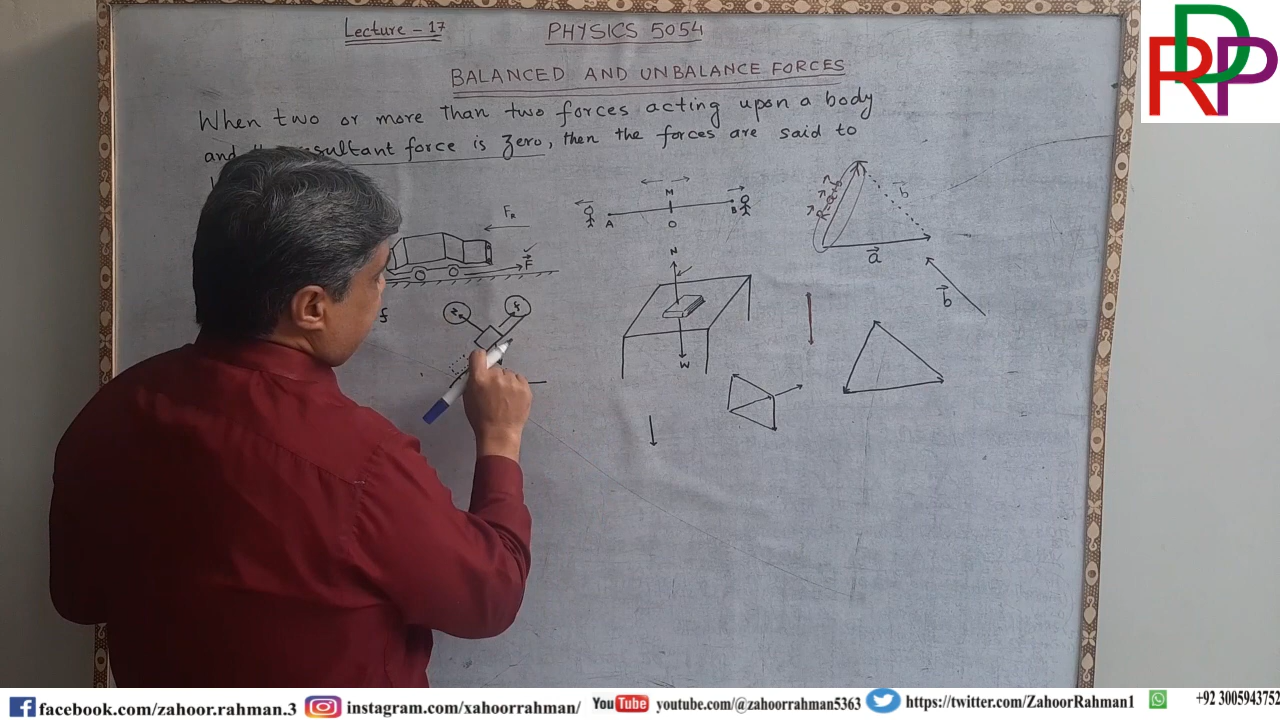 Lecture - 17
PHYSICS 5054
RDP
BALANCED AND UNBALANCE FORCES
When two or more than two forces acting upon a body
and resultant force is zero, then the forces are said to
M
A
O
B
FR
F
N
W
R
f
a
b
b
facebook.com/zahoor.rahman.3
instagram.com/xahoorrahman/
YouTube youtube.com/@zahoorrahman5363
https://twitter.com/ZahoorRahman1
+92 3005943752